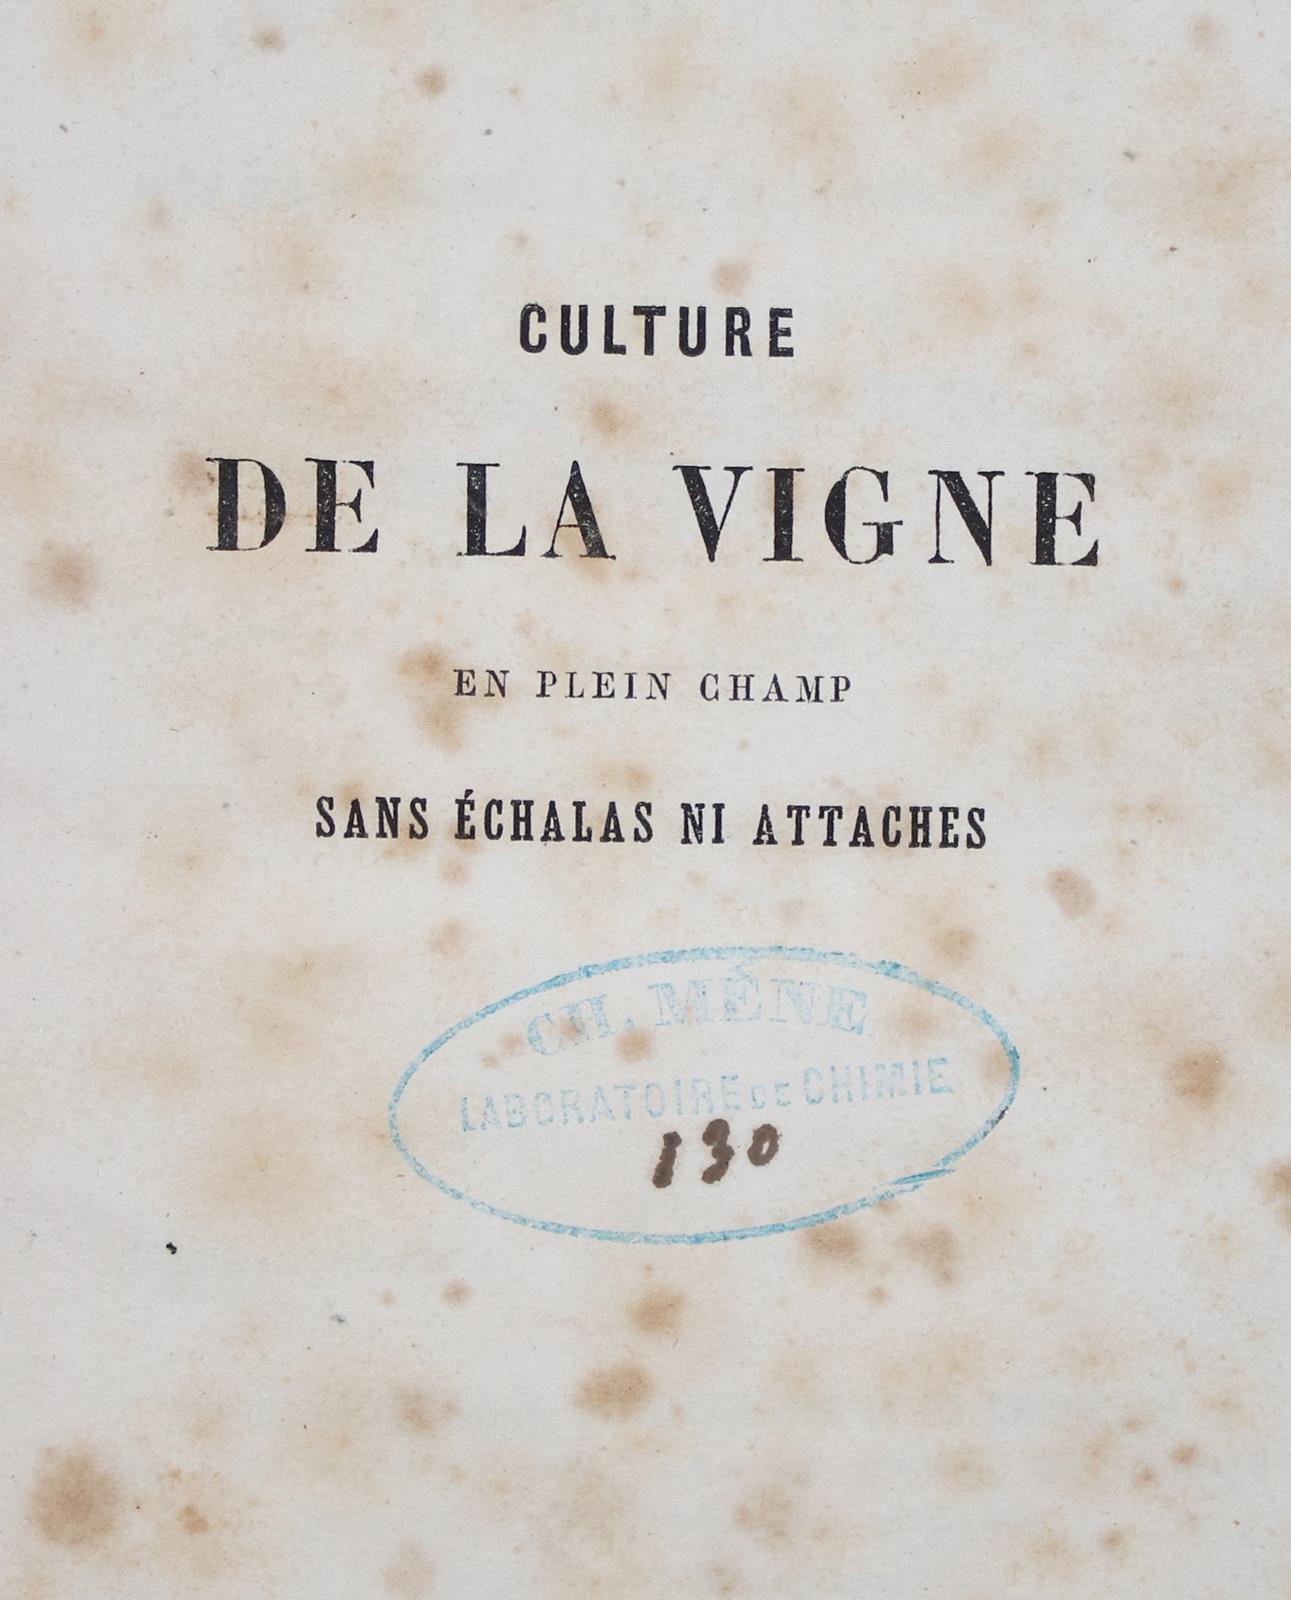 CULTURE
DE LA VIGNE
EN PLEIN CHAMP
SANS ÉCHALAS NI ATTACHES
CH. MÈNE
LABORATOIRE DE CHIMIE
130